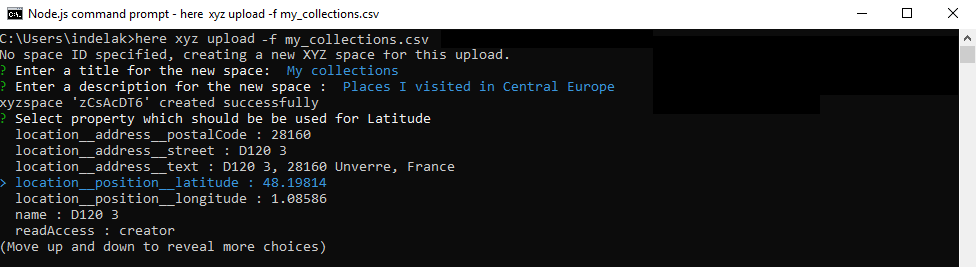 Node.js command prompt - here xyz upload -f my_collections.csv
C:\Users\indelak>here xyz upload -f my_collections.csv
No space ID specified, creating a new XYZ space for this upload.
? Enter a title for the new space:  My collections
? Enter a description for the new space :  Places I visited in Central Europe
xyzspace 'zCsAcDT6' created successfully
? Select property which should be be used for Latitude
  location__address__postalCode : 28160
  location__address__street : D120 3
  location__address__text : D120 3, 28160 Unverre, France
> location__position__latitude : 48.19814
  location__position__longitude : 1.08586
  name : D120 3
  readAccess : creator
(Move up and down to reveal more choices)